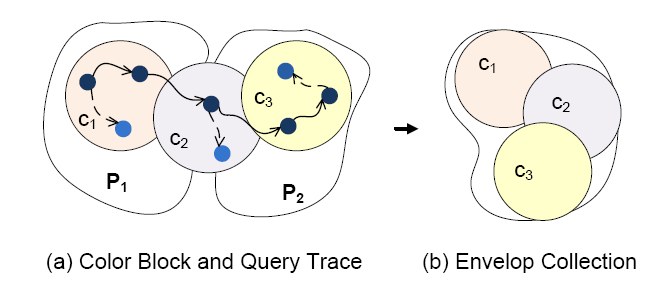 C1
C2
C3
P1
P2
C1
C2
C3
(a) Color Block and Query Trace
(b) Envelop Collection